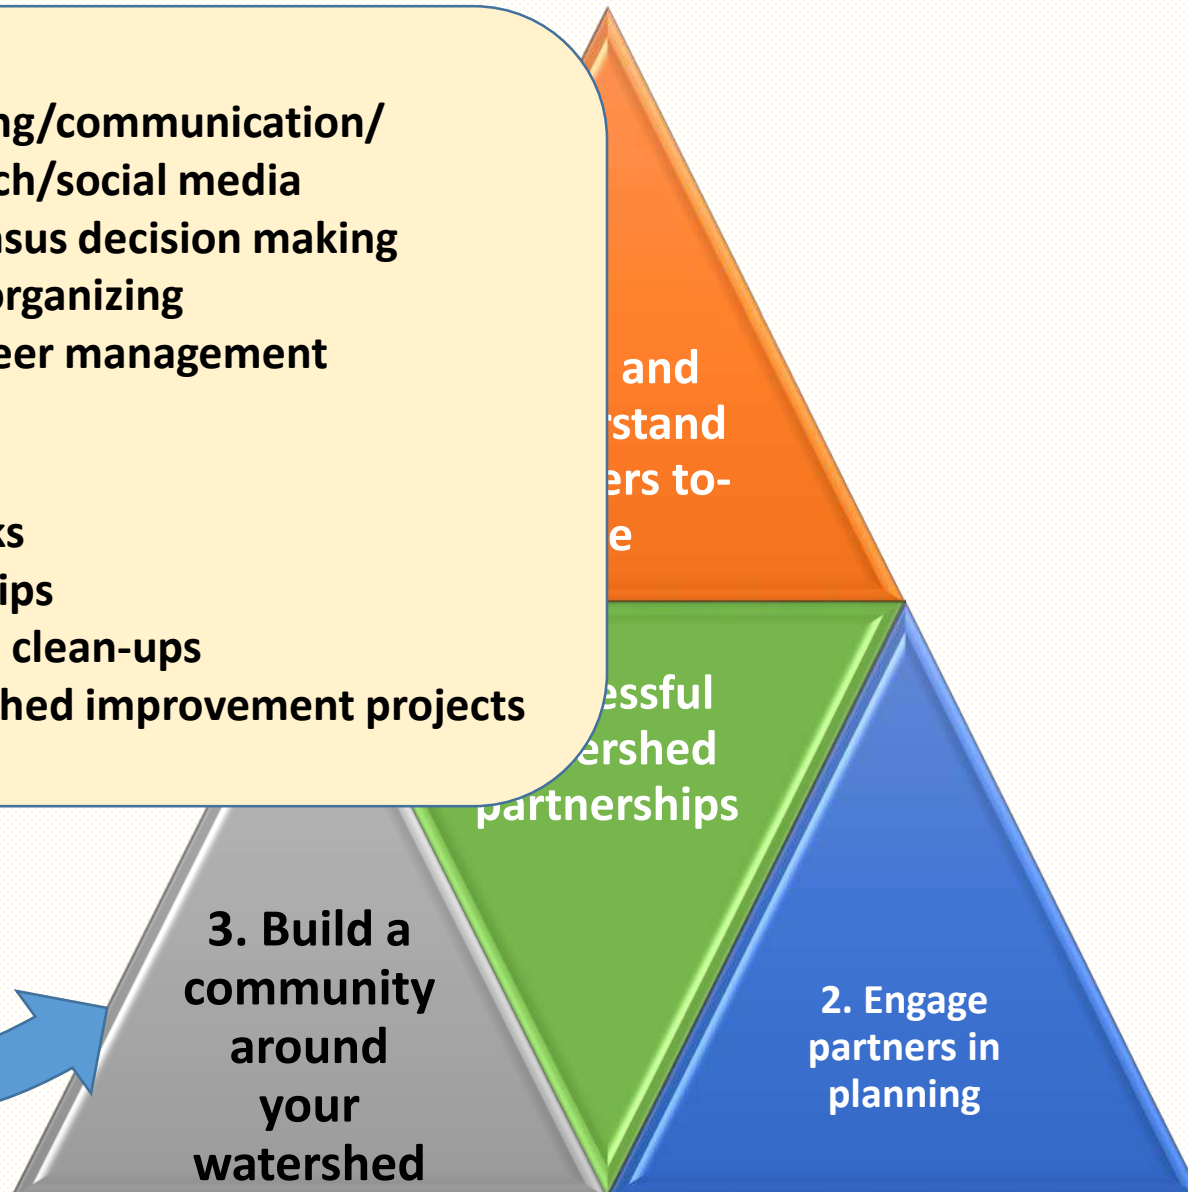 ng/communication/
ch/social media
nsus decision making
organizing
eer management
ks
ips
clean-ups
hed improvement projects
and
rstand
ers to-
e
essful
ershed
partnerships
3. Build a
community
around
your
watershed
2. Engage
partners in
planning